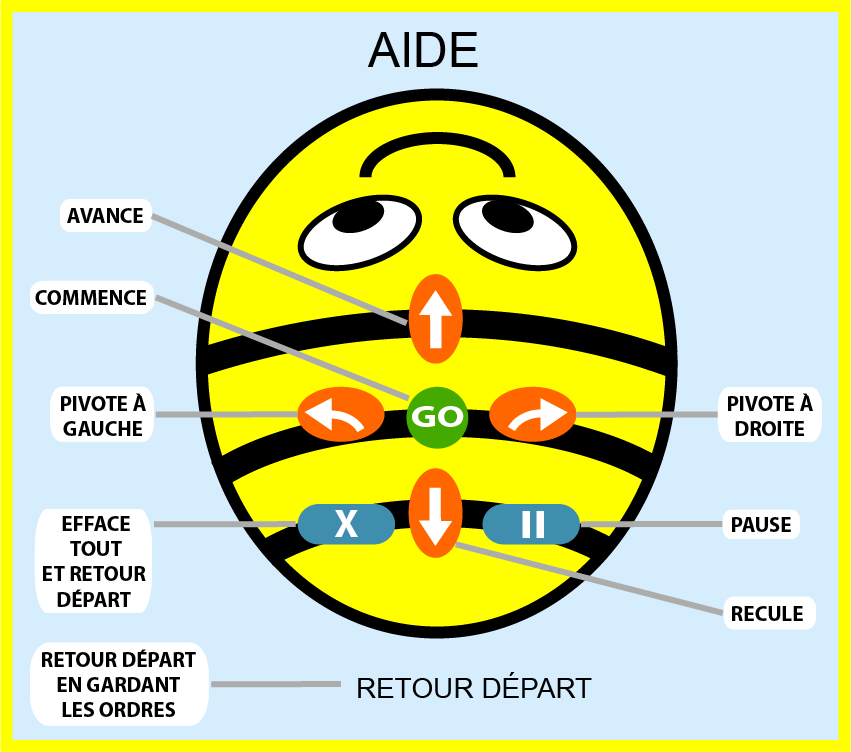 AIDE
AVANCE
COMMENCE
PIVOTE À
GAUCHE
GO
PIVOTE À
DROITE
EFFACE
TOUT
ET RETOUR
DÉPART
X
PAUSE
RECULE
RETOUR DÉPART
EN GARDANT
LES ORDRES
RETOUR DÉPART